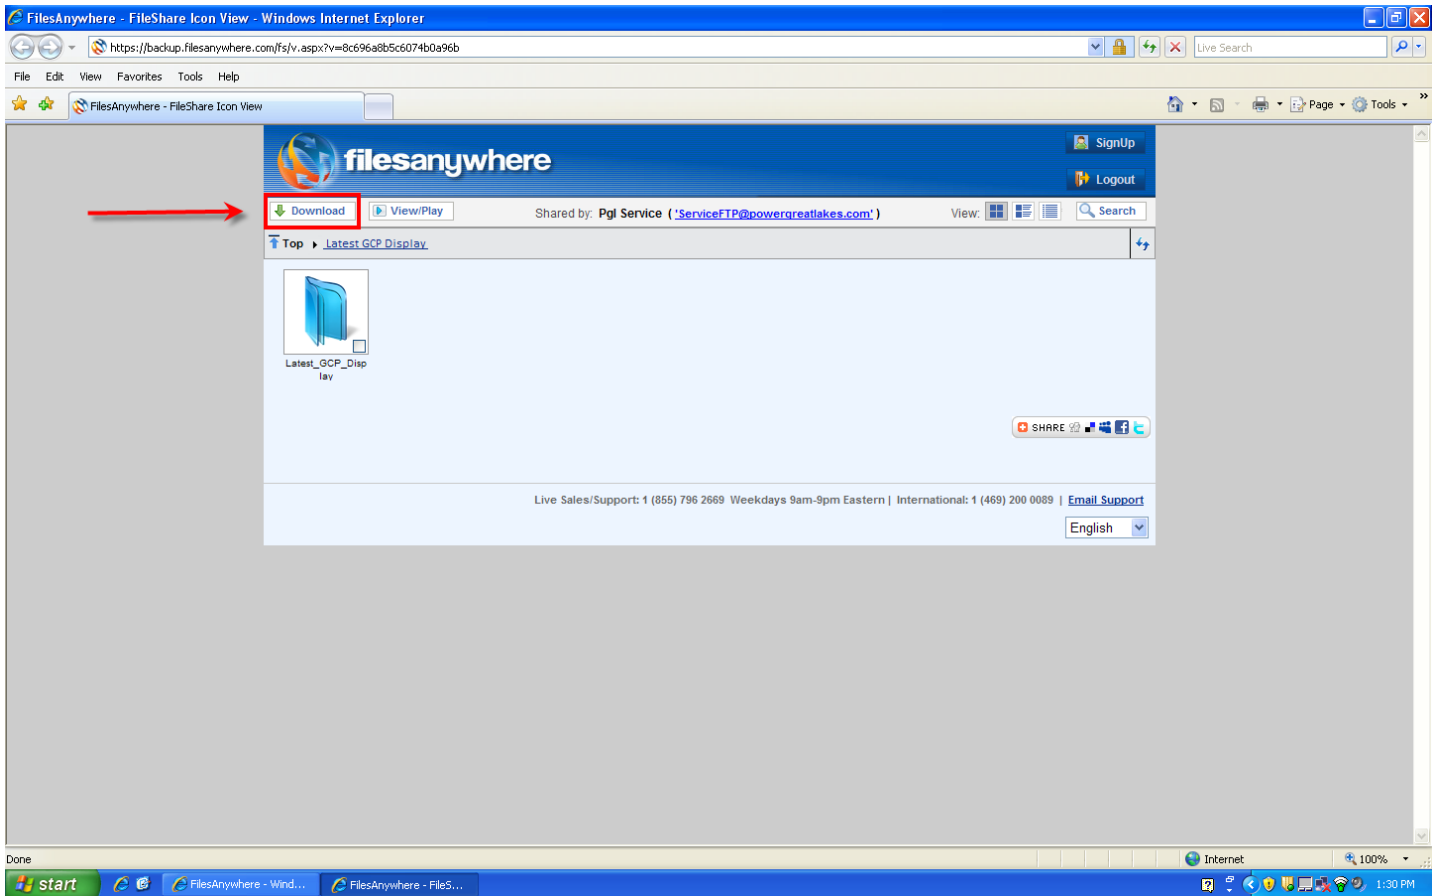 FilesAnywhere - FileShare Icon View - Windows Internet Explorer
https://backup.filesanywhere.com/fs/v.aspx?v=8c696a8b5c6074b0a96b
Live Search
File Edit View Favorites Tools Help
FilesAnywhere - FileShare Icon View
Page Tools »
filesanywhere
SignUp
Logout
Download View/Play Shared by: Pgl Service ('ServiceFTP@powergreatlakes.com') View: Search
Top Latest GCP Display
Latest_GCP_Disp
lay
SHARE
Live Sales/Support: 1 (855) 796 2669 Weekdays 9am-9pm Eastern | International: 1 (469) 200 0089 | Email Support
English
Done
Internet 100%
start FilesAnywhere - Wind... FilesAnywhere - FileS... 1:30 PM